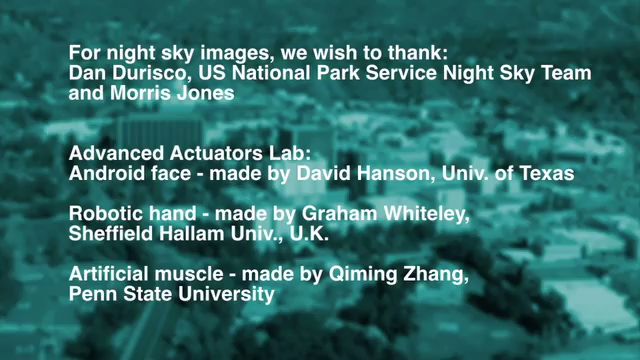 For night sky images, we wish to thank:
Dan Durisco, US National Park Service Night Sky Team
and Morris Jones
Advanced Actuators Lab:
Android face - made by David Hanson, Univ. of Texas
Robotic hand - made by Graham Whiteley,
Sheffield Hallam Univ., U.K.
Artificial muscle - made by Qiming Zhang,
Penn State University